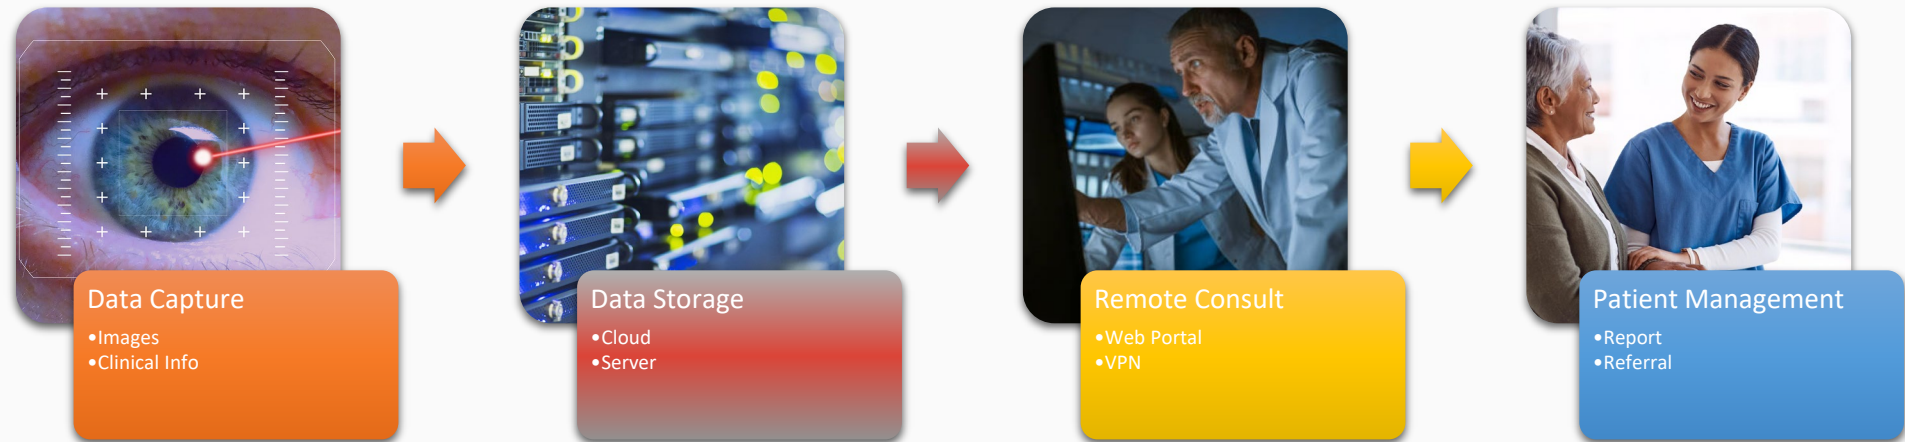 Data Capture
•Images
•Clinical Info
Data Storage
•Cloud
•Server
Remote Consult
•Web Portal
•VPN
Patient Management
•Report
•Referral